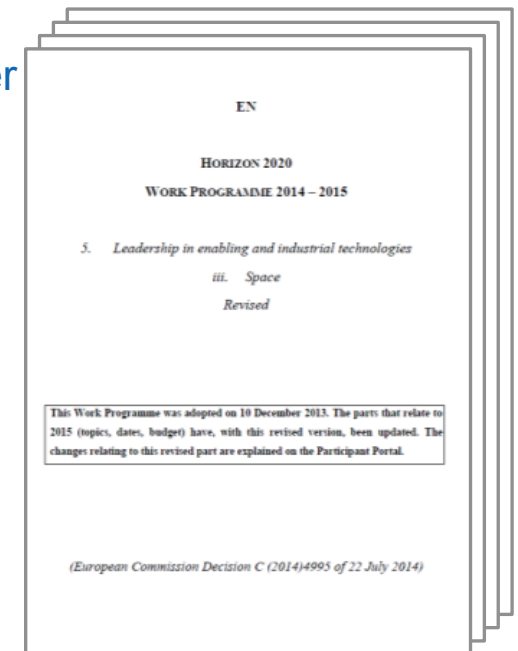 er
EN
HORIZON 2020
WORK PROGRAMME 2014 – 2015
5. Leadership in enabling and industrial technologies
iii. Space
Revised
This Work Programme was adopted on 10 December 2013. The parts that relate to
2015 (topics, dates, budget) have, with this revised version, been updated. The
changes relating to this revised part are explained on the Participant Portal.
(European Commission Decision C (2014)4995 of 22 July 2014)